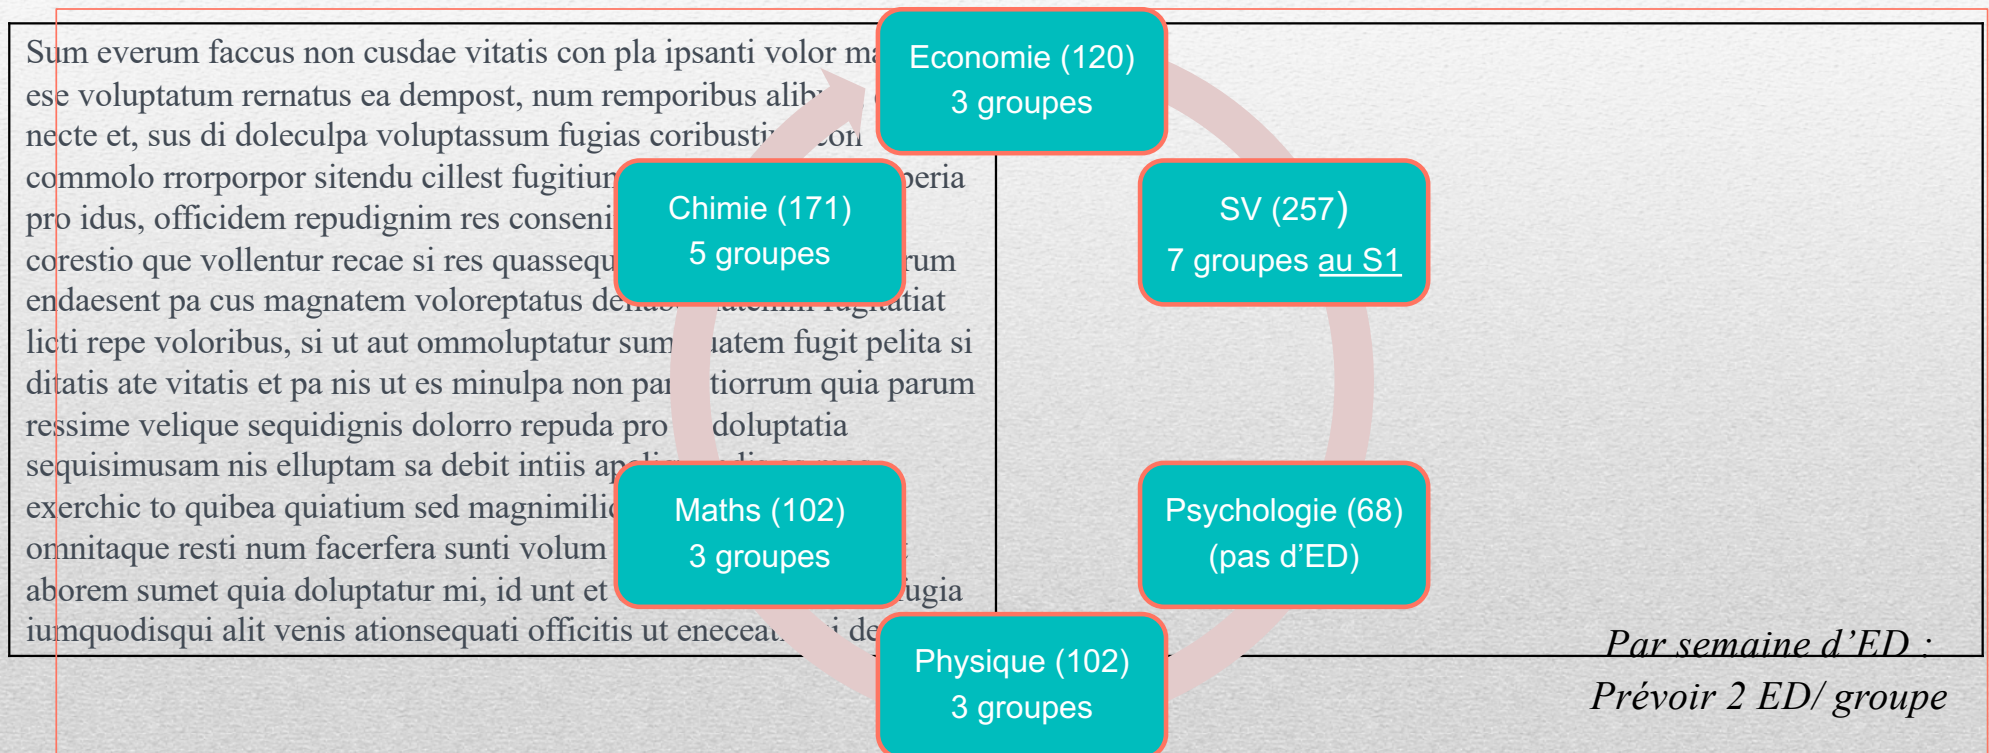 Sum everum faccus non cusdae vitatis con pla ipsanti volor
ese voluptatum rernatus ea dempost, num remporibus
necte et, sus di doleculpa voluptassum fugias
commolo rrorporpor sitendu cillest
pro idus, officidem repudignim res
corestio que vollentur recae si res
endaesent pa cus magnatem voloreptatus
licti repe voloribus, si ut aut ommoluptatur fugit pelita si
ditatis ate vitatis et pa nis ut es minulpa non quia parum
ressime velique sequidignis dolorro repuda pro doluptatia
sequisimusam nis elluptam sa debit intiis
exerchic to quibea quiatium sed
omnitaque resti num facerfera sunti volum
aborem sumet quia doluptatur mi, id unt et
iumquodisqui alit venis ationsequati officitis ut
Economie (120)
3 groupes
SV (257)
7 groupes au S1
Psychologie (68)
(pas d’ED)
Physique (102)
3 groupes
Maths (102)
3 groupes
Chimie (171)
5 groupes
Par semaine d’ED :
Prévoir 2 ED/ groupe